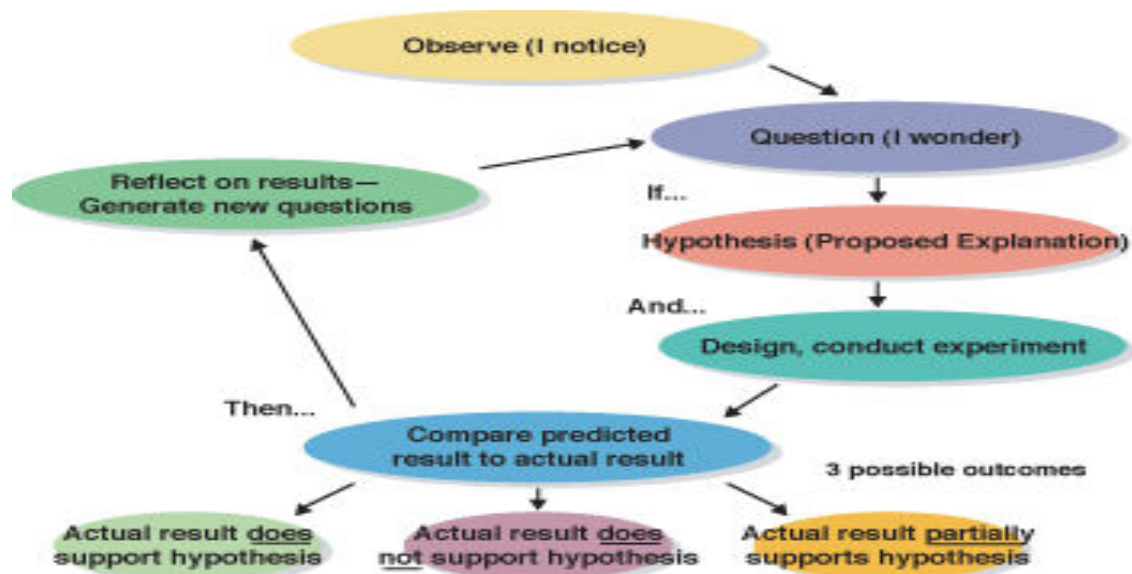 Observe (I notice)
Question (I wonder)
Reflect on results—
Generate new questions
If...
Hypothesis (Proposed Explanation)
And...
Design, conduct experiment
Then...
Compare predicted
result to actual result
3 possible outcomes
Actual result does
support hypothesis
Actual result does
not support hypothesis
Actual result partially
supports hypothesis